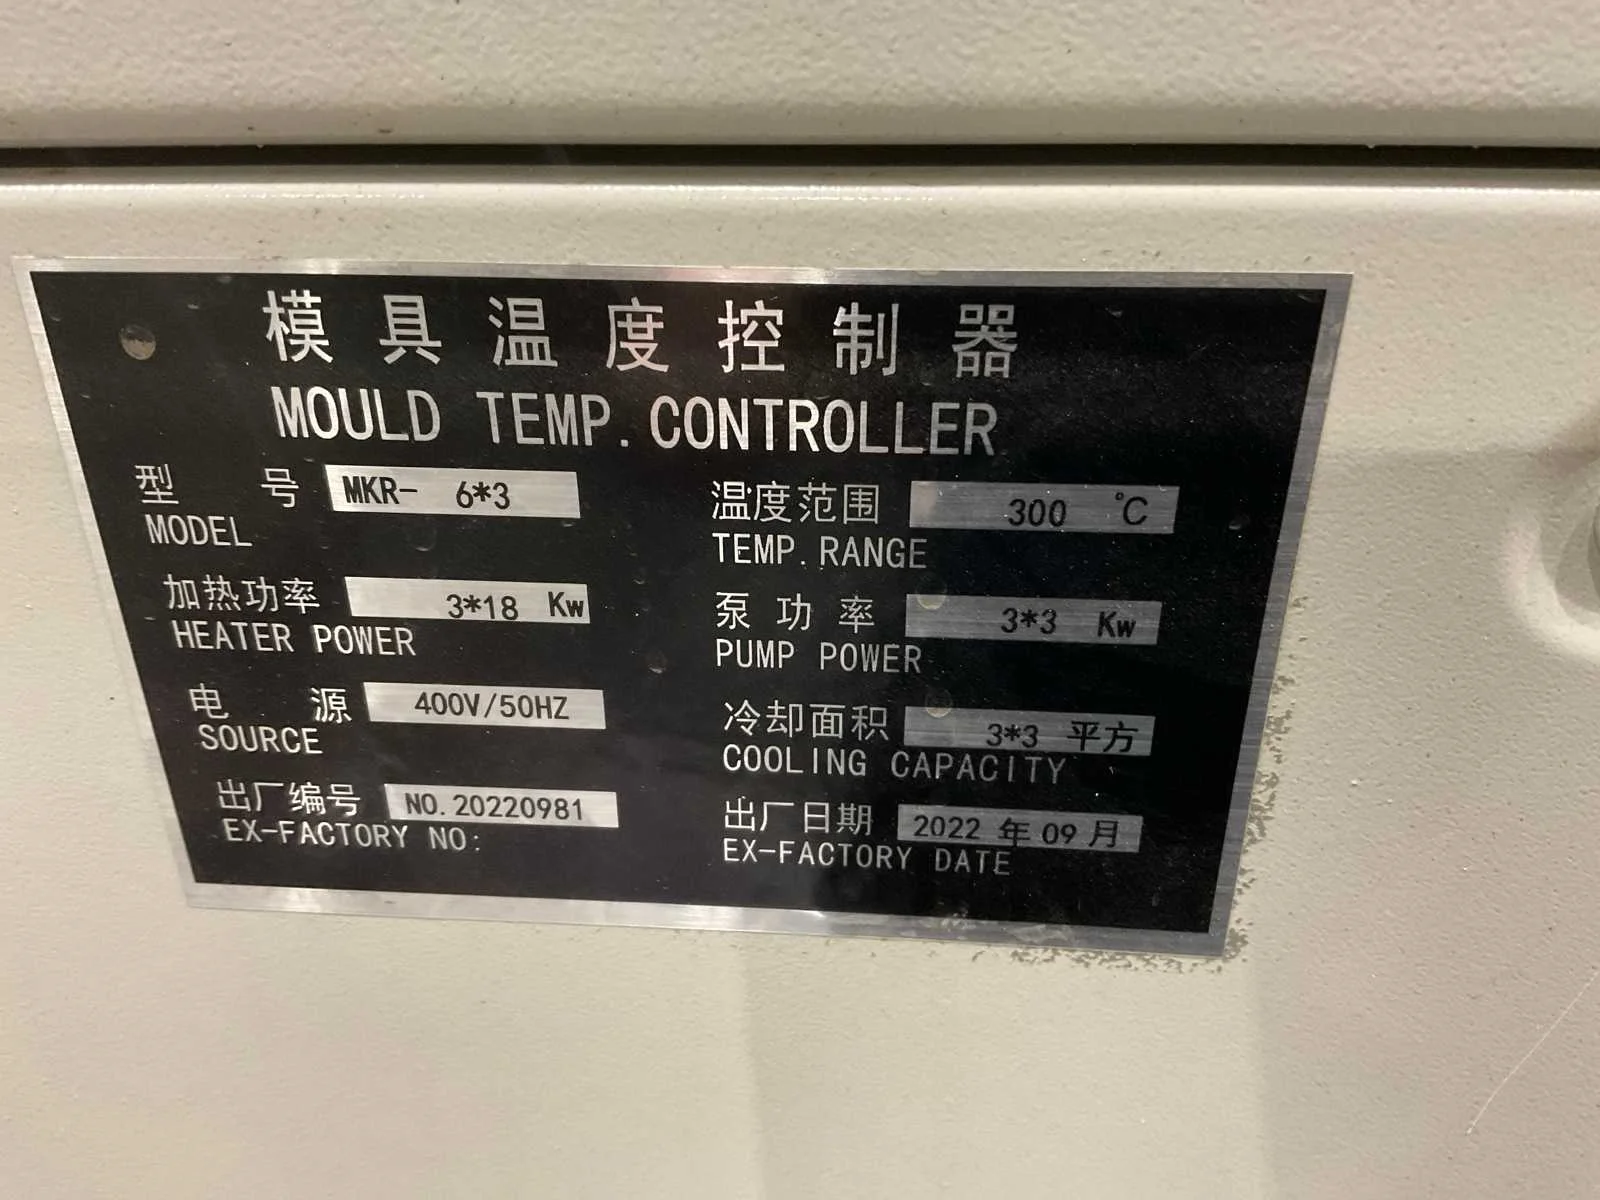 模具温度控制器
MOULD TEMP. CONTROLLER
型 号 MKR- 6*3
MODEL
加热功率 3*18 Kw
HEATER POWER
电 源 400V/50HZ
SOURCE
出厂编号 NO. 20220981
EX-FACTORY NO:
温度范围 300 ℃
TEMP. RANGE
泵 功 率 3*3 Kw
PUMP POWER
冷却面积 3*3 平方
COOLING CAPACITY
出厂日期 2022 年 09 月
EX-FACTORY DATE